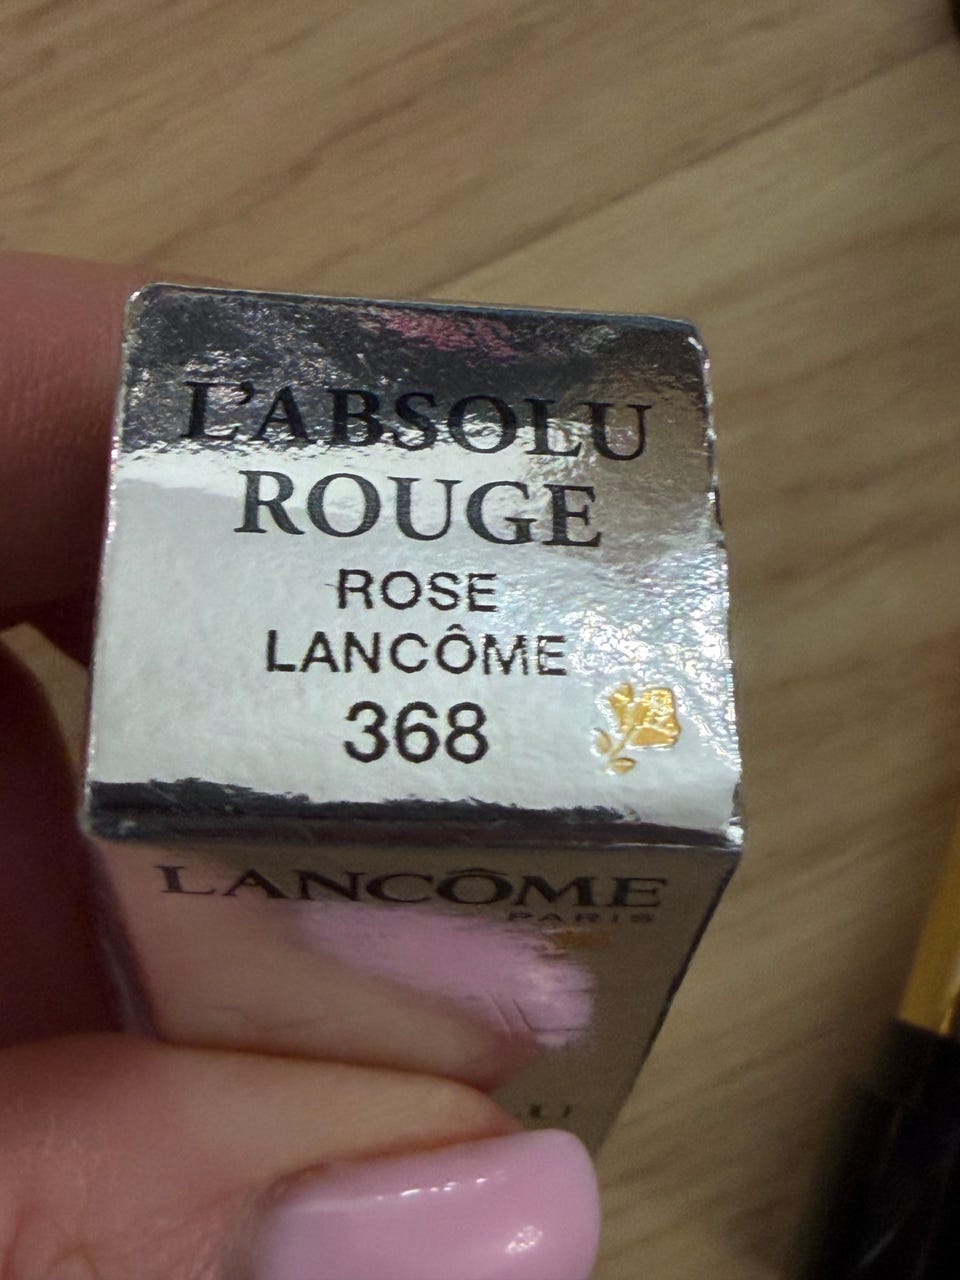 L'ABSOLU
ROUGE
ROSE
LANCÔME
368
LANCÔME
PARIS